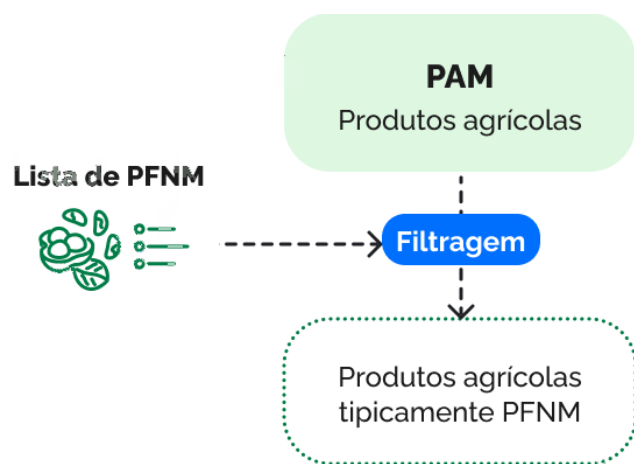 PAM
Produtos agrícolas
Lista de PFNM
Filtragem
Produtos agrícolas
tipicamente PFNM